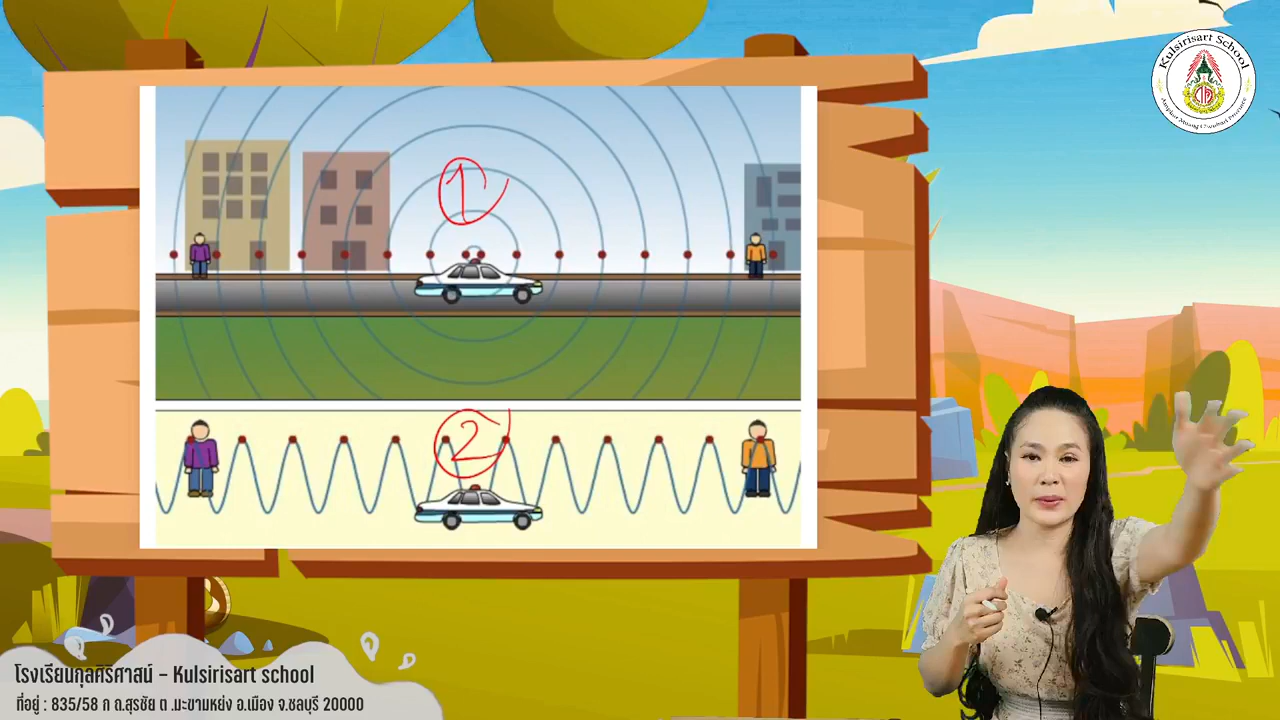 Kulsirisart School
1
2
โรงเรียนกุลศิริศาสน์ - Kulsirisart school
ที่อยู่ : 835/58 ก ถ.สุรชัย ต .มะขามหย่ง อ.เมือง จ.ชลบุรี 20000